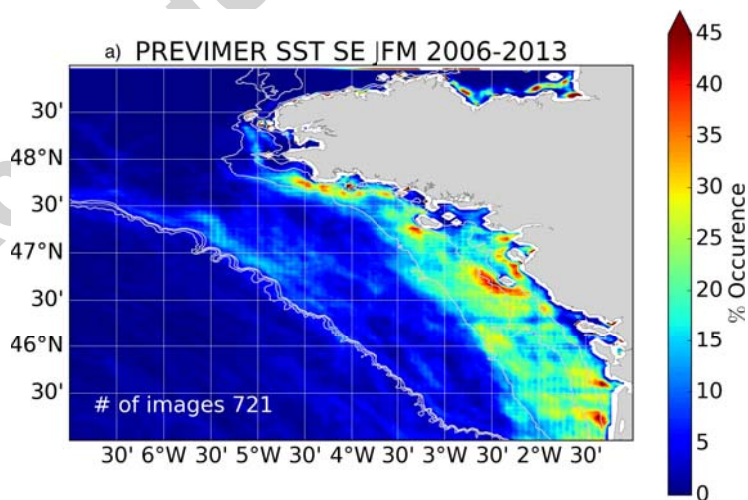 a) PREVIMER SST SE JFM 2006-2013
30'
48°N
30'
47°N
30'
46°N
30'
# of images 721
30' 6°W 30' 5°W 30' 4°W 30' 3°W 30' 2°W 30'
45
40
35
30
25
20
15
10
5
0
% Occurence